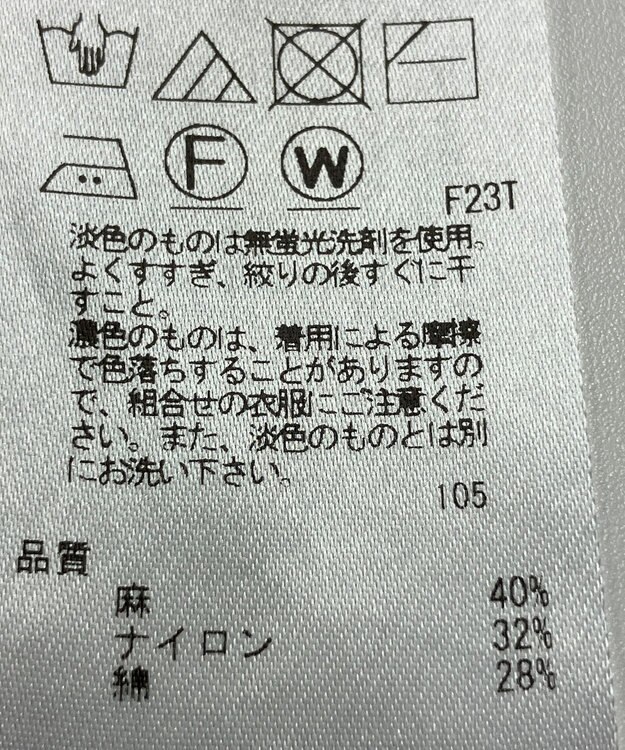 F
W
F23T
淡色のものは無蛍光洗剤を使用。
よくすすぎ、絞りの後すぐに干
すこと。
濃色のものは、着用による摩擦
で色落ちすることがありますの
で、組合せの衣服にご注意くだ
さい。また、淡色のものとは別
にお洗い下さい。
105
品質
麻 40%
ナイロン 32%
綿 28%